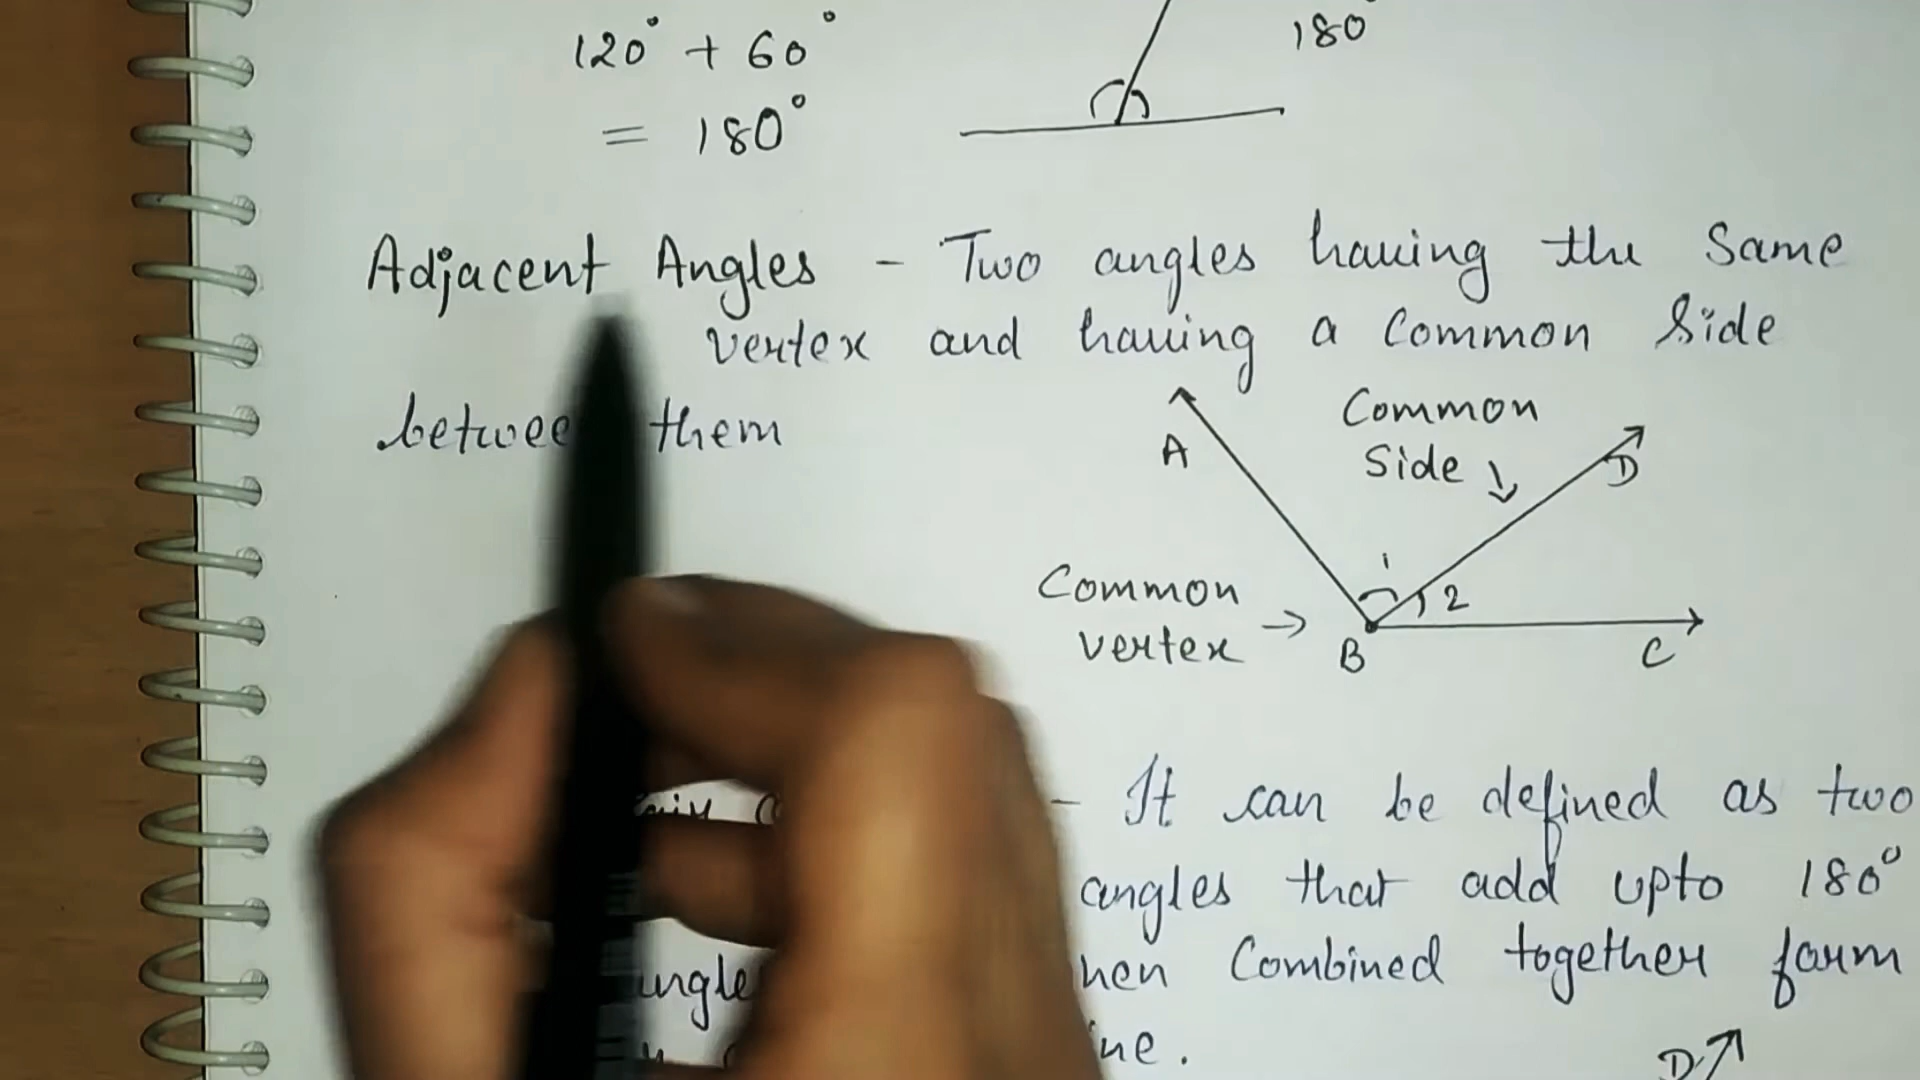 120° + 60°
= 180°
180°
Adjacent Angles - Two angles having the Same
vertex and having a Common Side
them
A
Common
Side ↓
D
1
2
Common
vertex →
B
C
- It can be defined as two
angles that add upto 180°
Combined together form
D